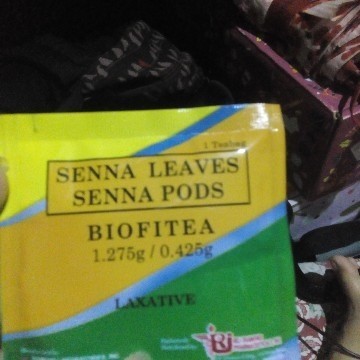 1 Teabag
SENNA LEAVES
SENNA PODS
BIOFITEA
1.275g / 0.425g
LAXATIVE